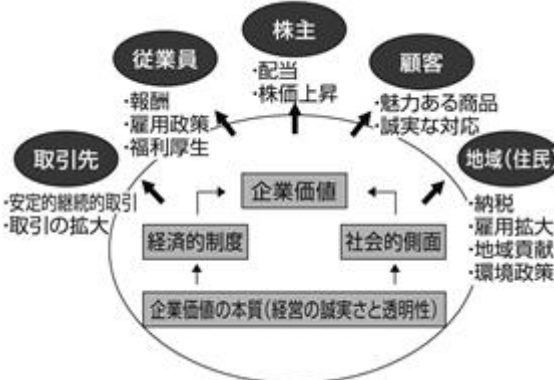 株主
・配当
・株価上昇
従業員
・報酬
・雇用政策
・福利厚生
顧客
・魅力ある商品
・誠実な対応
取引先
・安定的継続的取引
・取引の拡大
地域(住民)
・納税
・雇用拡大
・地域貢献
・環境政策
企業価値
経済的制度
社会的側面
企業価値の本質(経営の誠実さと透明性)